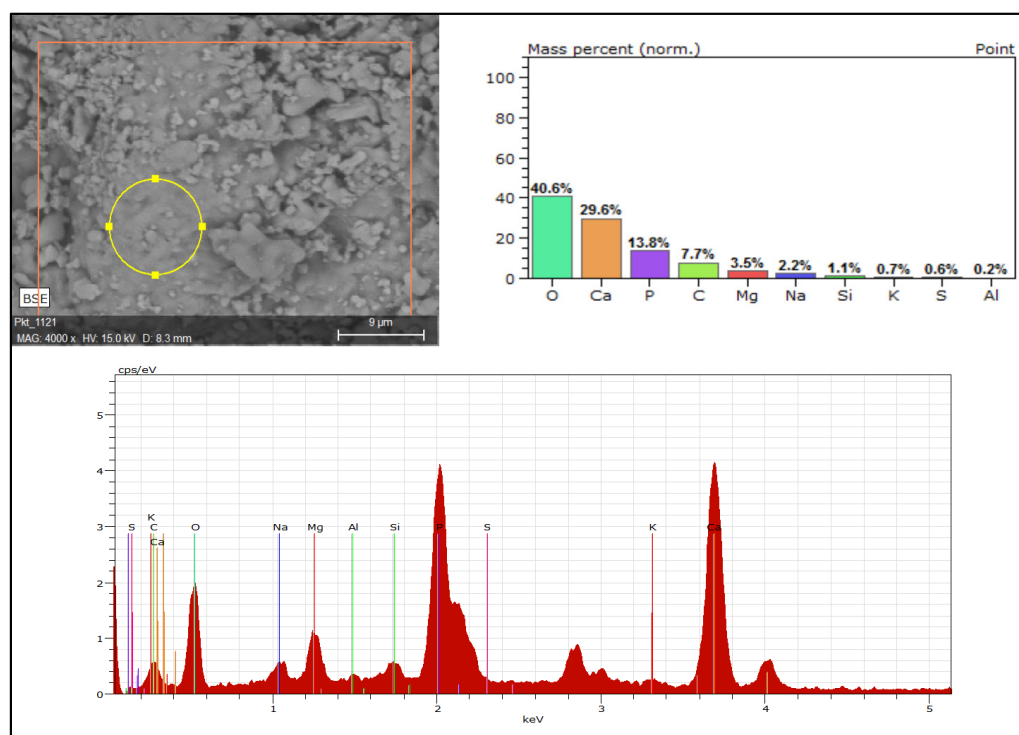 BSE
Pkt_1121
MAG: 4000 x HV: 15.0 kV D: 8.3 mm
9 µm
Mass percent (norm.) Point
100
80
60
40
20
0
40.6%
29.6%
13.8%
7.7%
3.5%
2.2%
1.1%
0.7%
0.6%
0.2%
O Ca P C Mg Na Si K S Al
cps/eV
5
4
3
2
1
0
K
S C O Na Mg Al Si P S K Ca
Ca
1 2 3 4 5
keV